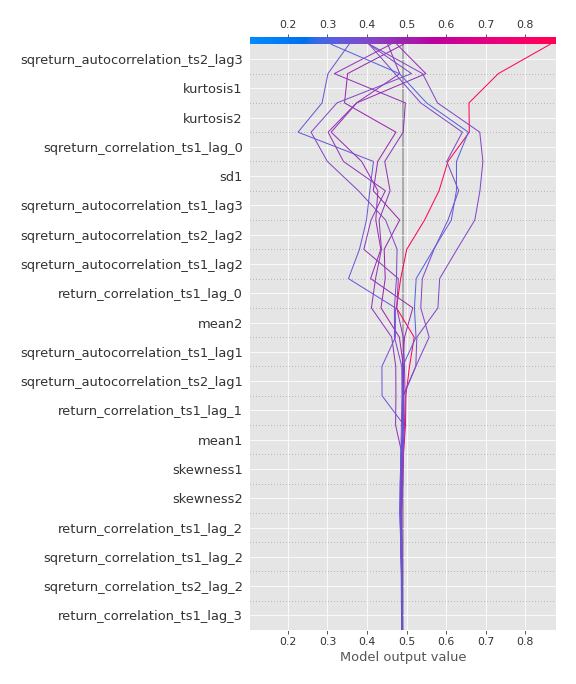 0.2 0.3 0.4 0.5 0.6 0.7 0.8
sqreturn_autocorrelation_ts2_lag3
kurtosis1
kurtosis2
sqreturn_correlation_ts1_lag_0
sd1
sqreturn_autocorrelation_ts1_lag3
sqreturn_autocorrelation_ts2_lag2
sqreturn_autocorrelation_ts1_lag2
return_correlation_ts1_lag_0
mean2
sqreturn_autocorrelation_ts1_lag1
sqreturn_autocorrelation_ts2_lag1
return_correlation_ts1_lag_1
mean1
skewness1
skewness2
return_correlation_ts1_lag_2
sqreturn_correlation_ts1_lag_2
sqreturn_correlation_ts2_lag_2
return_correlation_ts1_lag_3
0.2 0.3 0.4 0.5 0.6 0.7 0.8
Model output value